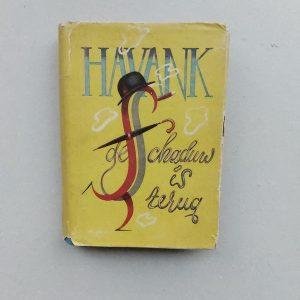 HAVANK
de Schaduw
is
terug